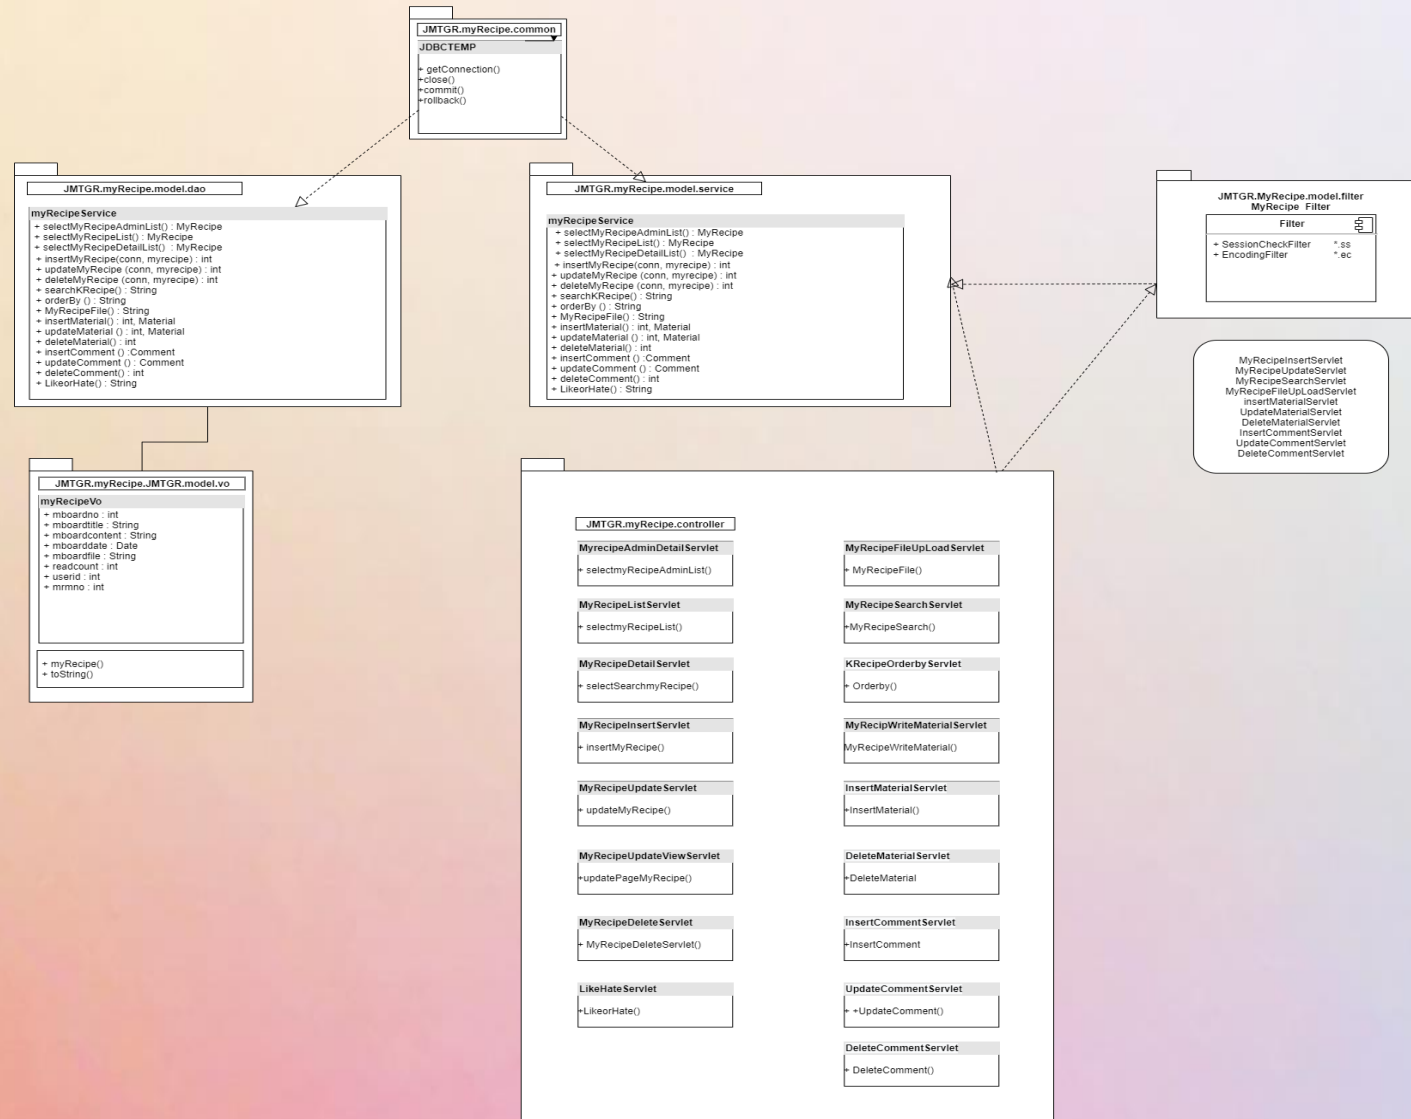 JMTGR.myRecipe.common
JDBCTEMP
+ getConnection()
+close()
+commit()
+rollback()
JMTGR.myRecipe.model.dao
myRecipeService
+ selectMyRecipeAdminList() : MyRecipe
+ selectMyRecipeList() : MyRecipe
+ selectMyRecipeDetailList() : MyRecipe
+ insertMyRecipe(conn, myrecipe) : int
+ updateMyRecipe (conn, myrecipe) : int
+ deleteMyRecipe (conn, myrecipe) : int
+ searchKRecipe() : String
+ orderBy () : String
+ MyRecipeFile() : String
+ insertMaterial() : int, Material
+ updateMaterial () : int, Material
+ deleteMaterial() : int
+ insertComment () :Comment
+ updateComment () : Comment
+ deleteComment() : int
+ LikeorHate() : String
JMTGR.myRecipe.model.service
myRecipeService
+ selectMyRecipeAdminList() : MyRecipe
+ selectMyRecipeList() : MyRecipe
+ selectMyRecipeDetailList() : MyRecipe
+ insertMyRecipe(conn, myrecipe) : int
+ updateMyRecipe (conn, myrecipe) : int
+ deleteMyRecipe (conn, myrecipe) : int
+ searchKRecipe() : String
+ orderBy () : String
+ MyRecipeFile() : String
+ insertMaterial() : int, Material
+ updateMaterial () : int, Material
+ deleteMaterial() : int
+ insertComment () :Comment
+ updateComment () : Comment
+ deleteComment() : int
+ LikeorHate() : String
JMTGR.MyRecipe.model.filter
MyRecipe Filter
Filter
+ SessionCheckFilter *.ss
+ EncodingFilter *.ec
MyRecipeInsertServlet
MyRecipeUpdateServlet
MyRecipeSearchServlet
MyRecipeFileUpLoadServlet
insertMaterialServlet
UpdateMaterialServlet
DeleteMaterialServlet
InsertCommentServlet
UpdateCommentServlet
DeleteCommentServlet
JMTGR.myRecipe.JMTGR.model.vo
myRecipeVo
+ mboardno : int
+ mboardtitle : String
+ mboardcontent : String
+ mboarddate : Date
+ mboardfile : String
+ readcount : int
+ userid : int
+ mrmno : int
+ myRecipe()
+ toString()
JMTGR.myRecipe.controller
MyrecipeAdminDetailServlet
+ selectmyRecipeAdminList()
MyRecipeListServlet
+ selectmyRecipeList()
MyRecipeDetailServlet
+ selectSearchmyRecipe()
MyRecipeInsertServlet
+ insertMyRecipe()
MyRecipeUpdateServlet
+ updateMyRecipe()
MyRecipeUpdateViewServlet
+updatePageMyRecipe()
MyRecipeDeleteServlet
+ MyRecipeDeleteServlet()
LikeHateServlet
+LikeorHate()
MyRecipeFileUpLoadServlet
+ MyRecipeFile()
MyRecipeSearchServlet
+MyRecipeSearch()
KRecipeOrderbyServlet
+ Orderby()
MyRecipWriteMaterialServlet
MyRecipeWriteMaterial()
InsertMaterialServlet
+InsertMaterial()
DeleteMaterialServlet
+DeleteMaterial
InsertCommentServlet
+InsertComment
UpdateCommentServlet
+ +UpdateComment()
DeleteCommentServlet
+ DeleteComment()